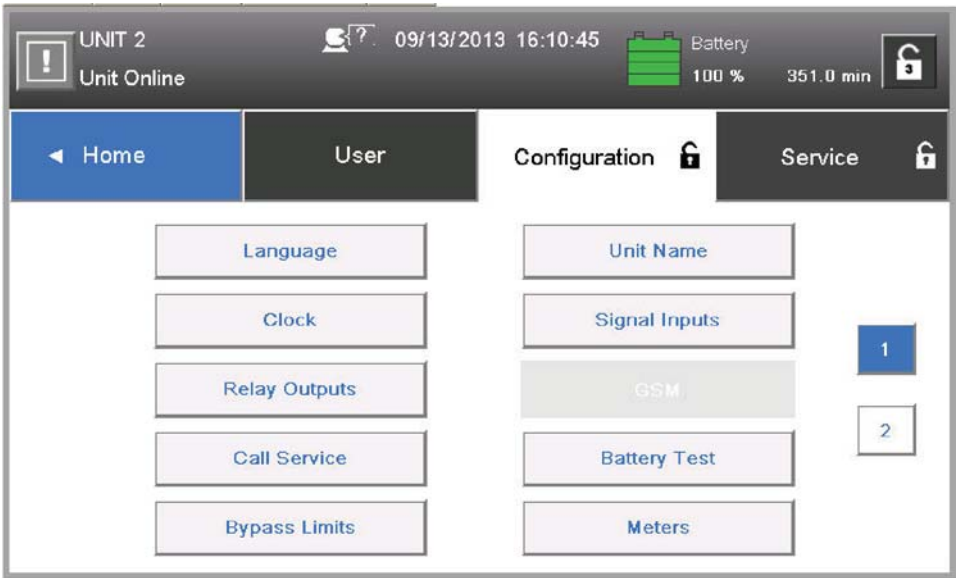 UNIT 2
Unit Online
?
09/13/2013 16:10:45
Battery
100 %
351.0 min
3
◄ Home
User
Configuration
Service
Language
Unit Name
Clock
Signal Inputs
Relay Outputs
GSM
Call Service
Battery Test
Bypass Limits
Meters
1
2